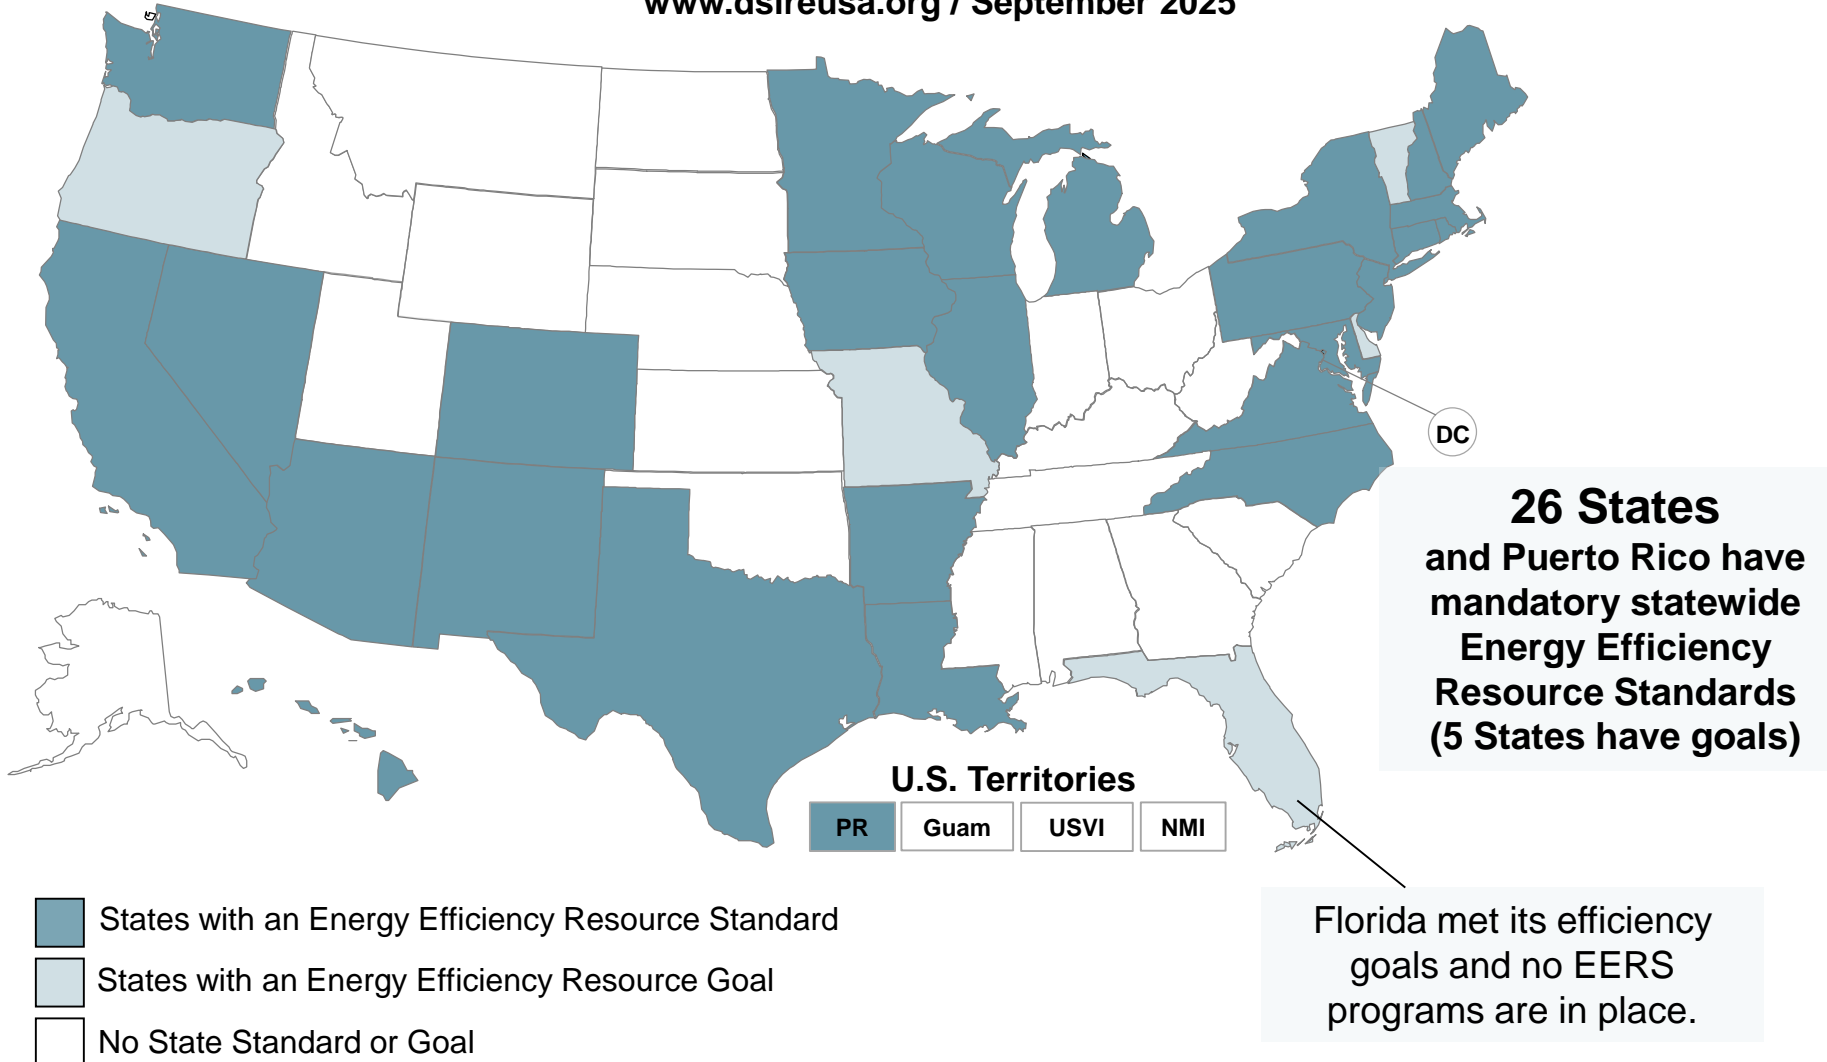 www.dsireusa.org / September 2025
DC
26 States
and Puerto Rico have
mandatory statewide
Energy Efficiency
Resource Standards
(5 States have goals)
U.S. Territories
PR
Guam
USVI
NMI
States with an Energy Efficiency Resource Standard
States with an Energy Efficiency Resource Goal
No State Standard or Goal
Florida met its efficiency
goals and no EERS
programs are in place.